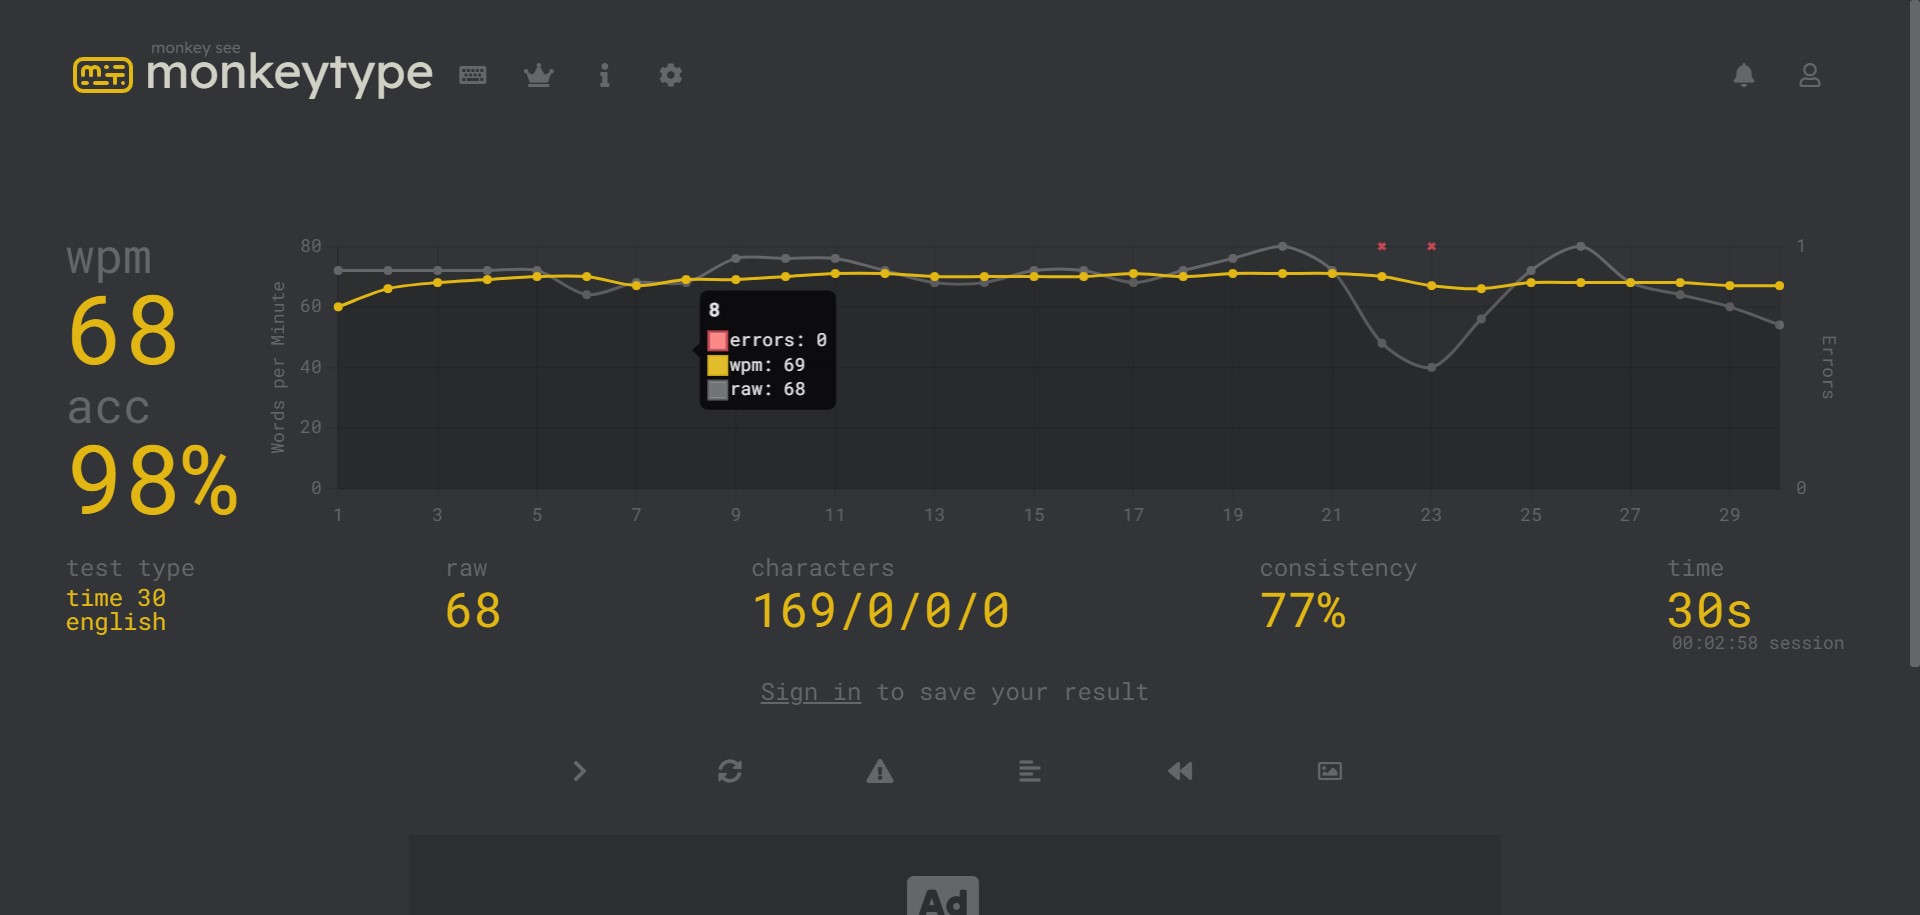 monkey see
monkeytype
wpm
68
acc
98%
Words per Minute
80
60
40
20
0
8
errors: 0
wpm: 69
raw: 68
1
0
Errors
1 3 5 7 9 11 13 15 17 19 21 23 25 27 29
test type
time 30
english
raw
68
characters
169/0/0/0
consistency
77%
time
30s
00:02:58 session
Sign in to save your result
Ad